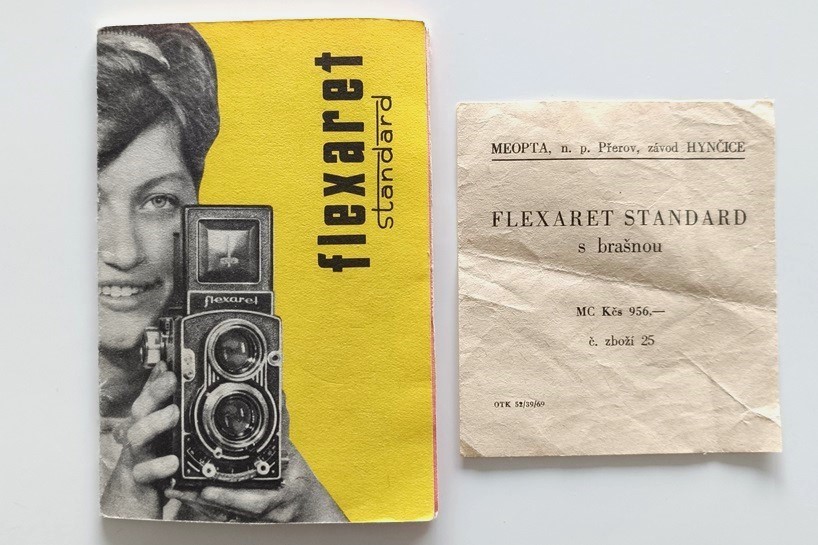 flexaret
standard
flexaret
MEOPTA, n. p. Přerov, závod HYNČICE
FLEXARET STANDARD
s brašnou
MC Kčs 956,—
č. zboží 25
OTK 52/39/69